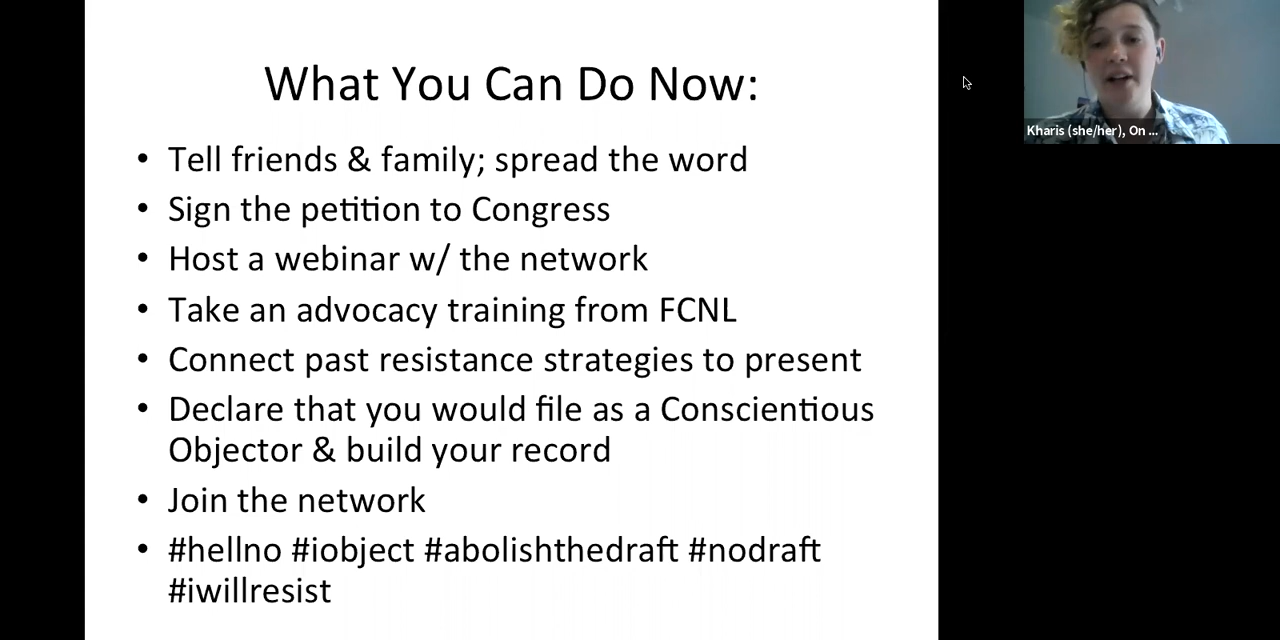 What You Can Do Now:
• Tell friends & family; spread the word
• Sign the petition to Congress
• Host a webinar w/ the network
• Take an advocacy training from FCNL
• Connect past resistance strategies to present
• Declare that you would file as a Conscientious
Objector & build your record
• Join the network
• #hellno #iobject #abolishthedraft #nodraft
#iwillresist
Kharis (she/her), On ...